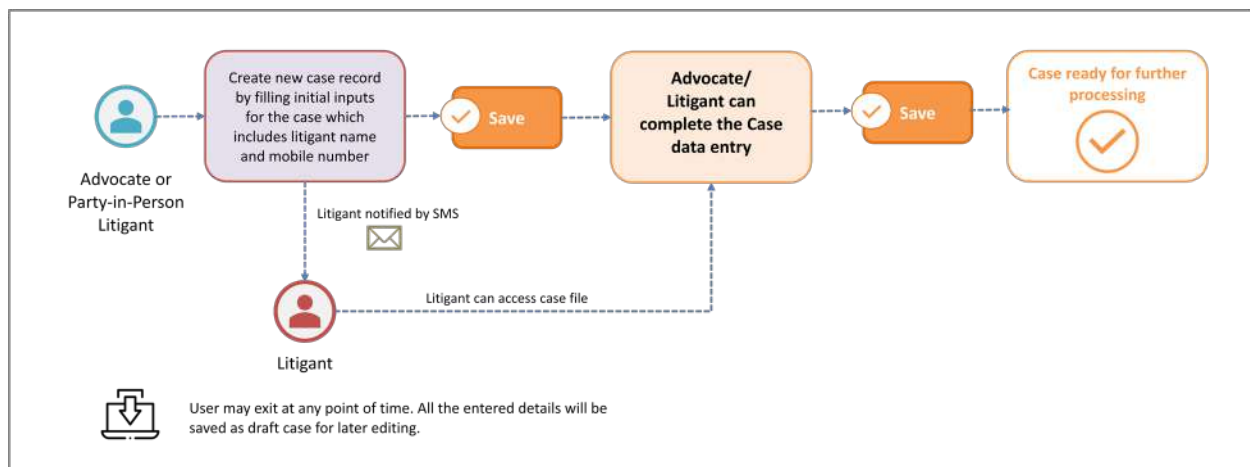 Advocate or
Party-in-Person
Litigant
Create new case record
by filling initial inputs
for the case which
includes litigant name
and mobile number
Save
Advocate/
Litigant can
complete the Case
data entry
Save
Case ready for further
processing
Litigant notified by SMS
Litigant can access case file
Litigant
User may exit at any point of time. All the entered details will be
saved as draft case for later editing.